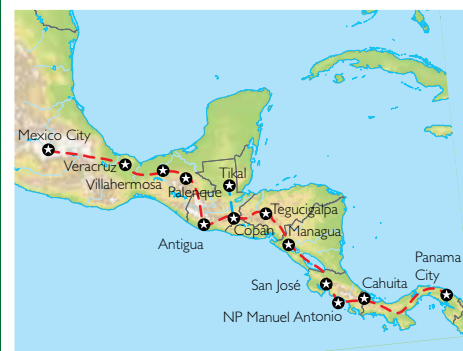 Mexico City
Veracruz
Villahermosa
Palenque
Tikal
Tegucigalpa
Copán
Managua
Antigua
San José
Cahuita
Panama
City
NP Manuel Antonio